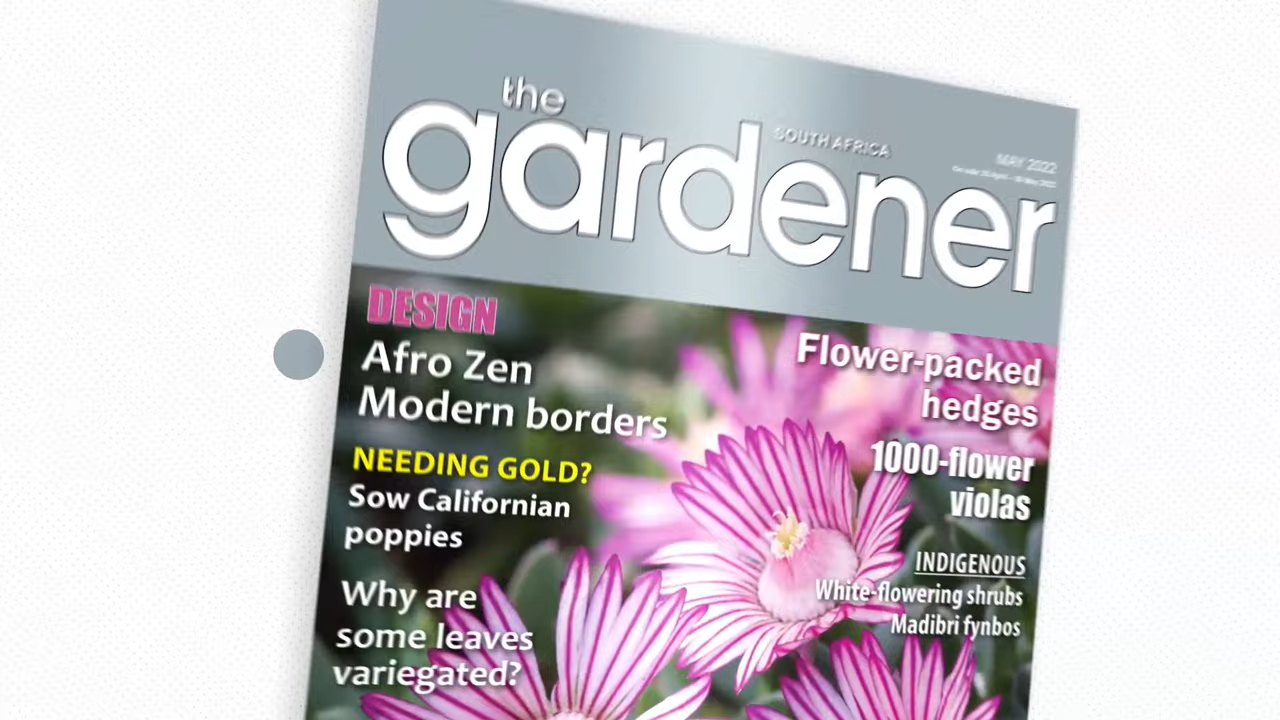 the
gardener
SOUTH AFRICA
MAY 2022
DESIGN
Afro Zen
Modern borders
NEEDING GOLD?
Sow Californian
poppies
Why are
some leaves
variegated?
Flower-packed
hedges
1000-flower
violas
INDIGENOUS
White-flowering shrubs
Madibri fynbos